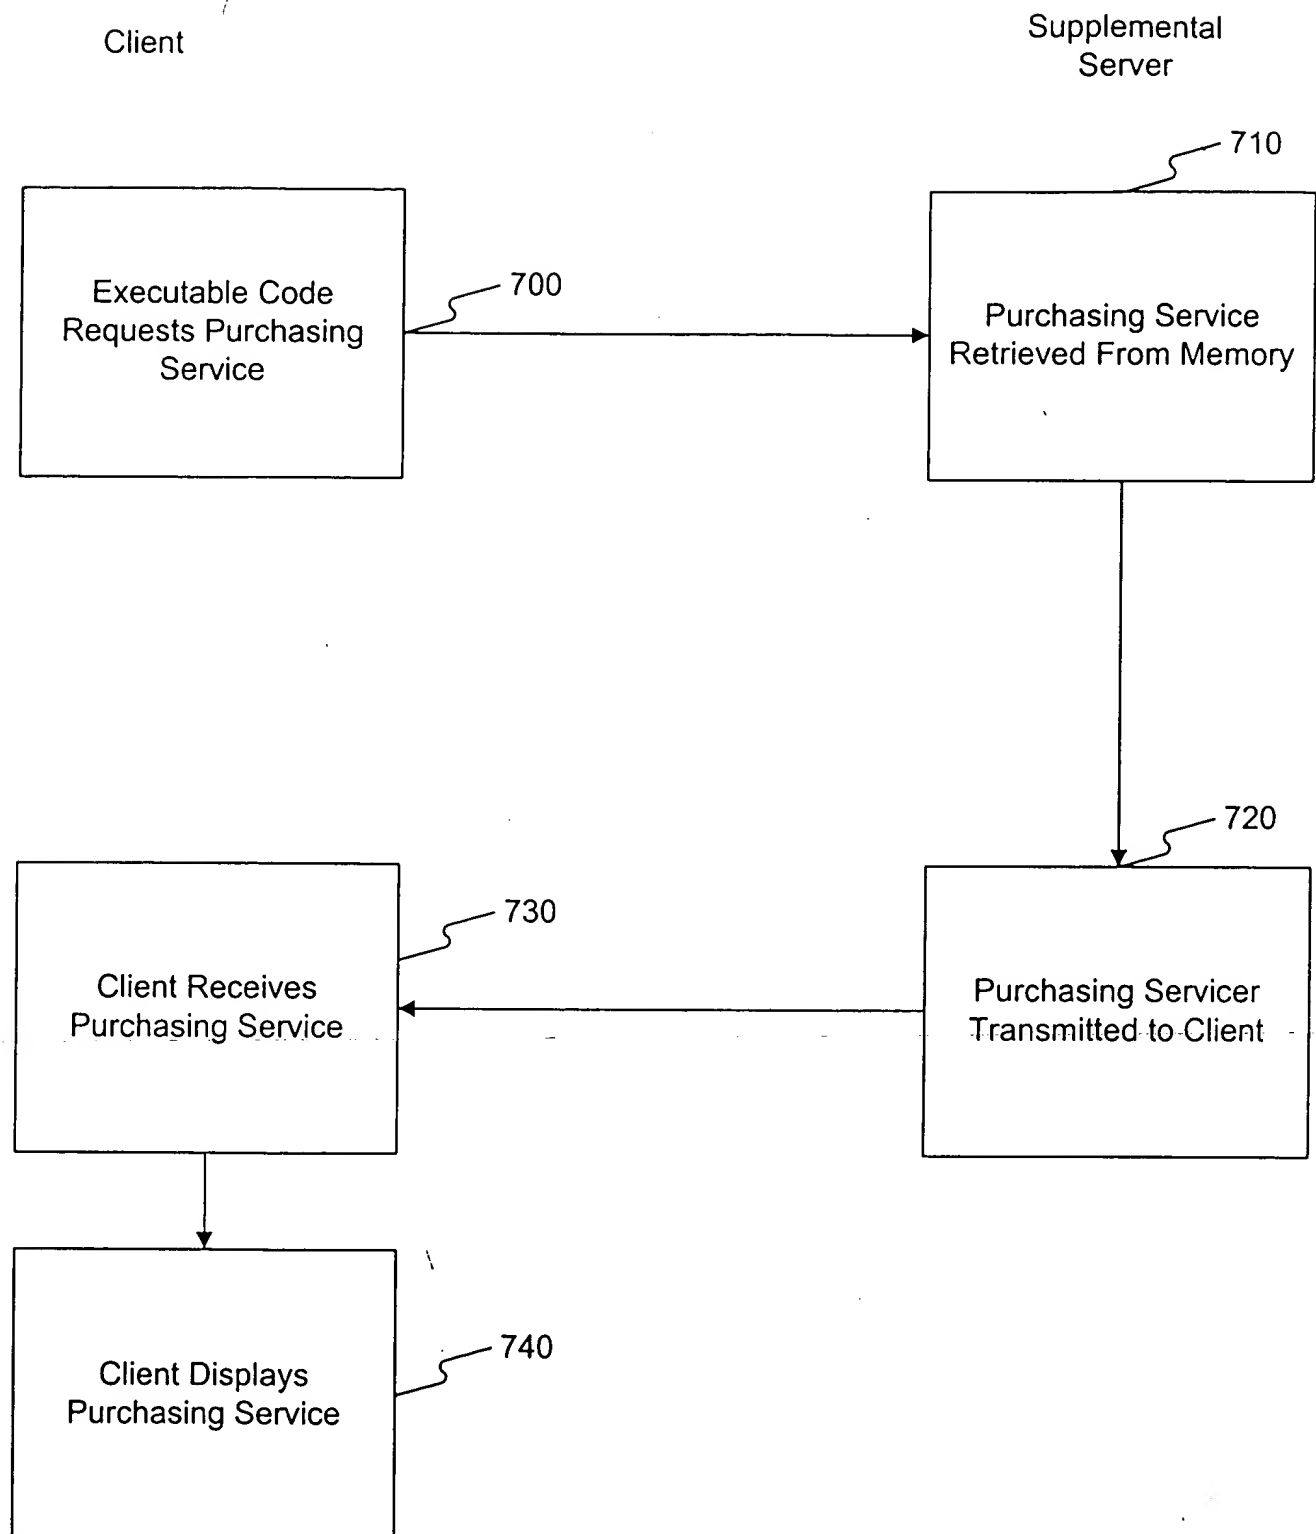 Client
Supplemental
Server
710
Executable Code
Requests Purchasing
Service
700
Purchasing Service
Retrieved From Memory
720
Client Receives
Purchasing Service
730
Purchasing Servicer
Transmitted to Client
Client Displays
Purchasing Service
740